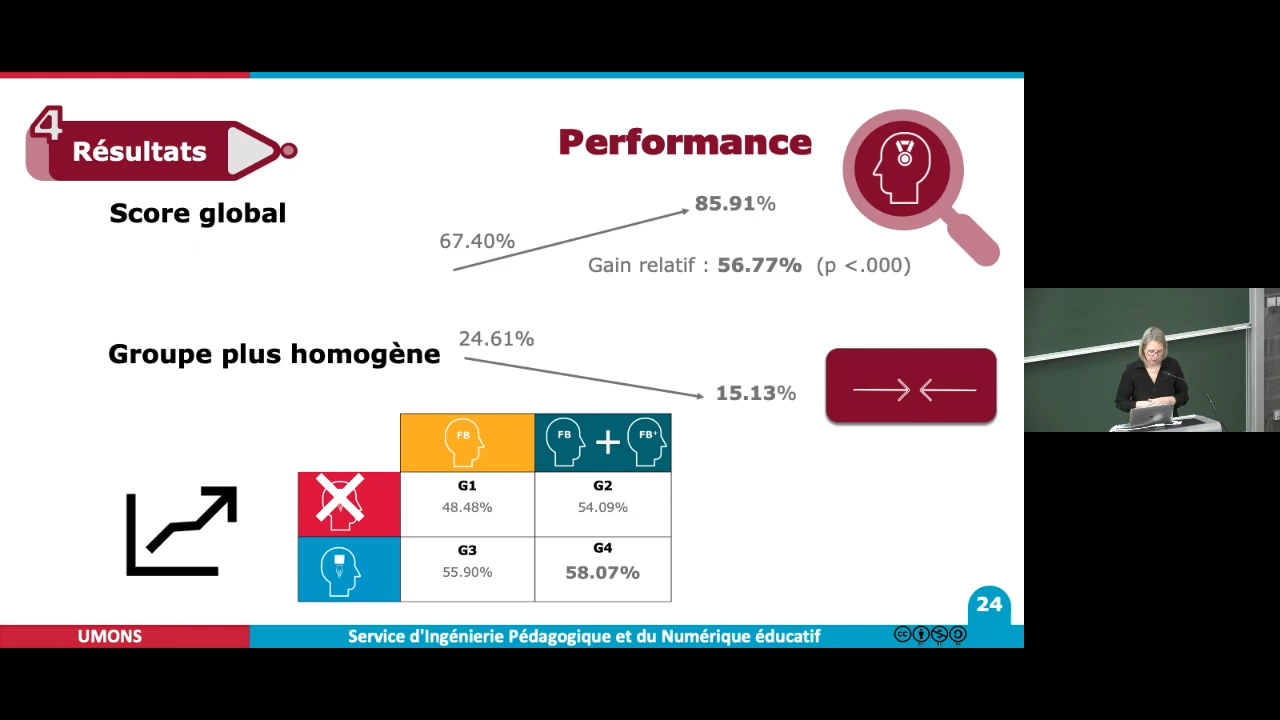 4
Résultats
Performance
Score global
67.40%
85.91%
Gain relatif : 56.77% (p <.000)
Groupe plus homogène
24.61%
15.13%
FB
FB + FB+
G1
48.48%
G2
54.09%
G3
55.90%
G4
58.07%
24
UMONS
Service d'Ingénierie Pédagogique et du Numérique éducatif
cc